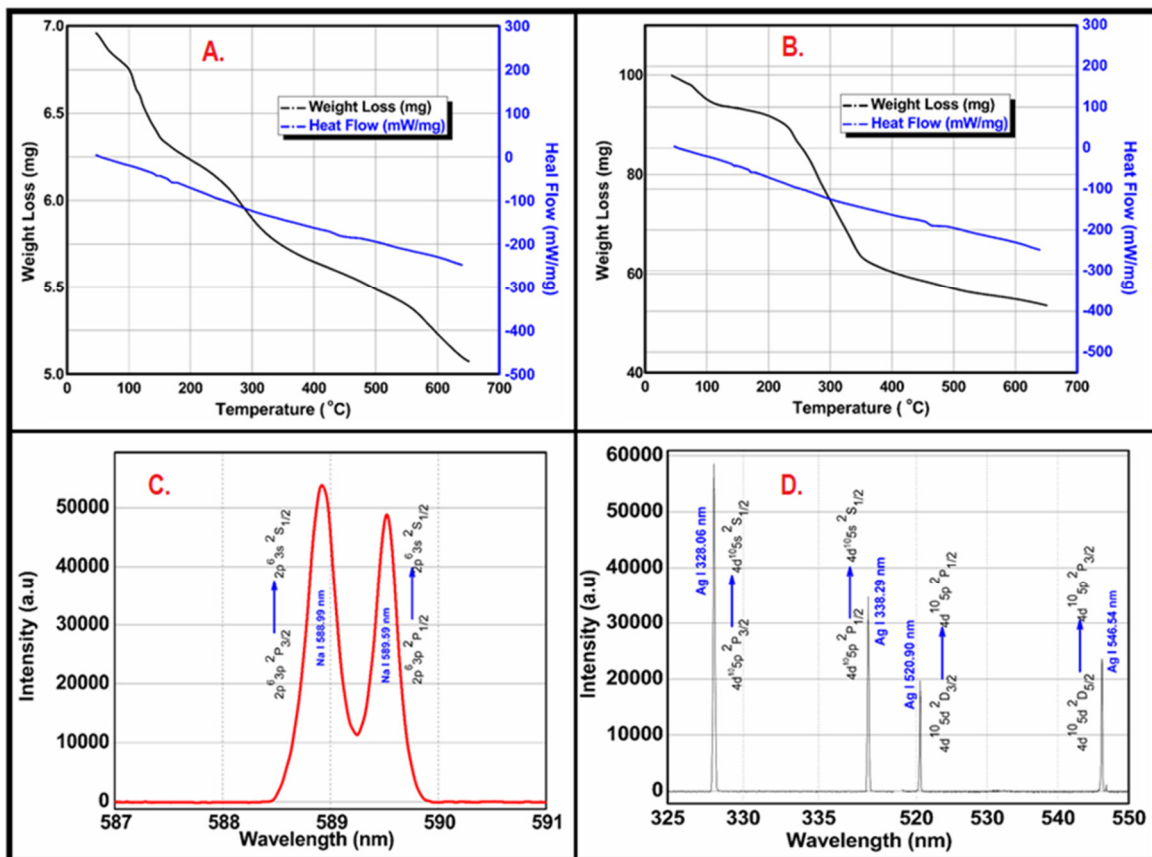 A.
Weight Loss (mg)
Heat Flow (mW/mg)
7.0
6.5
6.0
5.5
5.0
Weight Loss (mg)
300
200
100
0
-100
-200
-300
-400
-500
Heal Flow (mW/mg)
0 100 200 300 400 500 600 700
Temperature ( °C)
B.
Weight Loss (mg)
Heat Flow (mW/mg)
100
80
60
40
Weight Loss (mg)
300
200
100
0
-100
-200
-300
-400
-500
Heat Flow (mW/mg)
0 100 200 300 400 500 600 700
Temperature ( °C)
C.
50000
40000
30000
20000
10000
0
Intensity (a.u)
2p⁶3p ²P3/2 → 2p⁶3s ²S1/2
Na I 588.99 nm
Na I 589.59 nm
2p⁶3p ²P1/2 → 2p⁶3s ²S1/2
587 588 589 590 591
Wavelength (nm)
D.
60000
50000
40000
30000
20000
10000
0
Intensity (a.u)
Ag I 328.06 nm
4d¹⁰5p ²P3/2 → 4d¹⁰5s ²S1/2
4d¹⁰5p ²P1/2 → 4d¹⁰5s ²S1/2
Ag I 338.29 nm
Ag I 520.90 nm
4d¹⁰5d ²D3/2 → 4d¹⁰5p ²P1/2
4d¹⁰5d ²D5/2 → 4d¹⁰5p ²P3/2
Ag I 546.54 nm
325 330 335 520 540 550
Wavelength (nm)